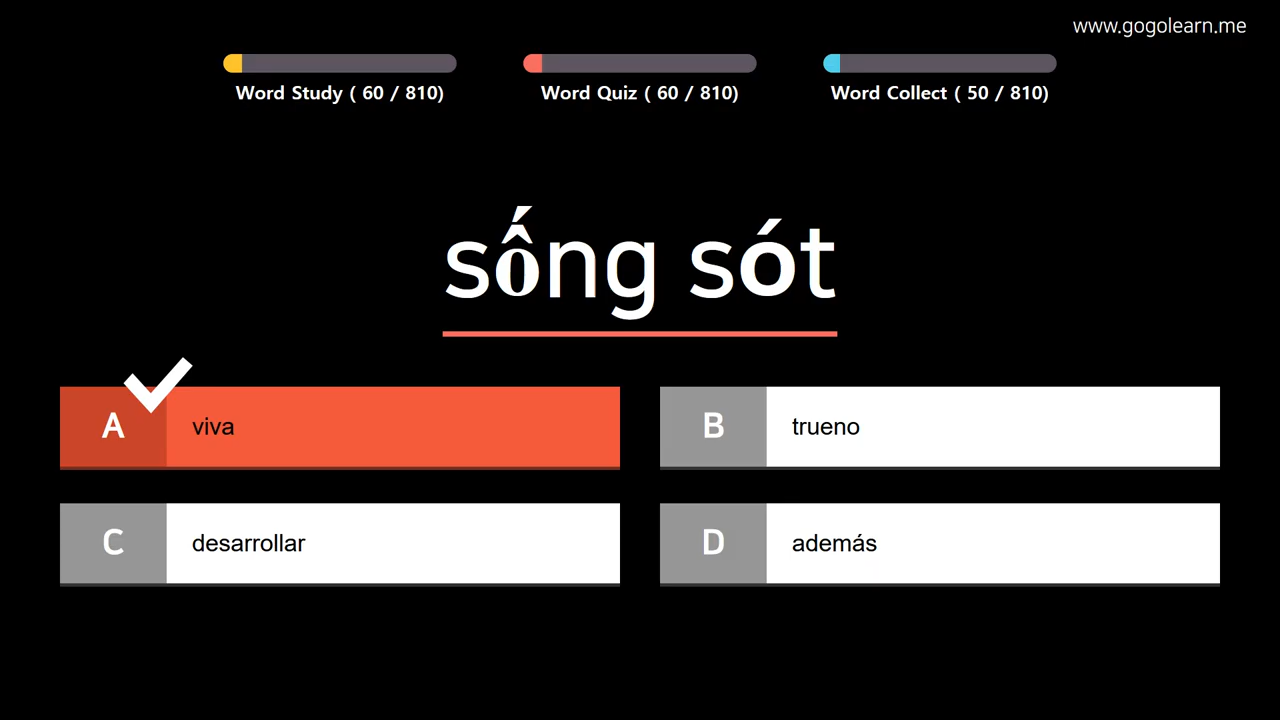 www.gogolearn.me
Word Study ( 60 / 810)
Word Quiz ( 60 / 810)
Word Collect ( 50 / 810)
sống sót
A viva
B trueno
C desarrollar
D además